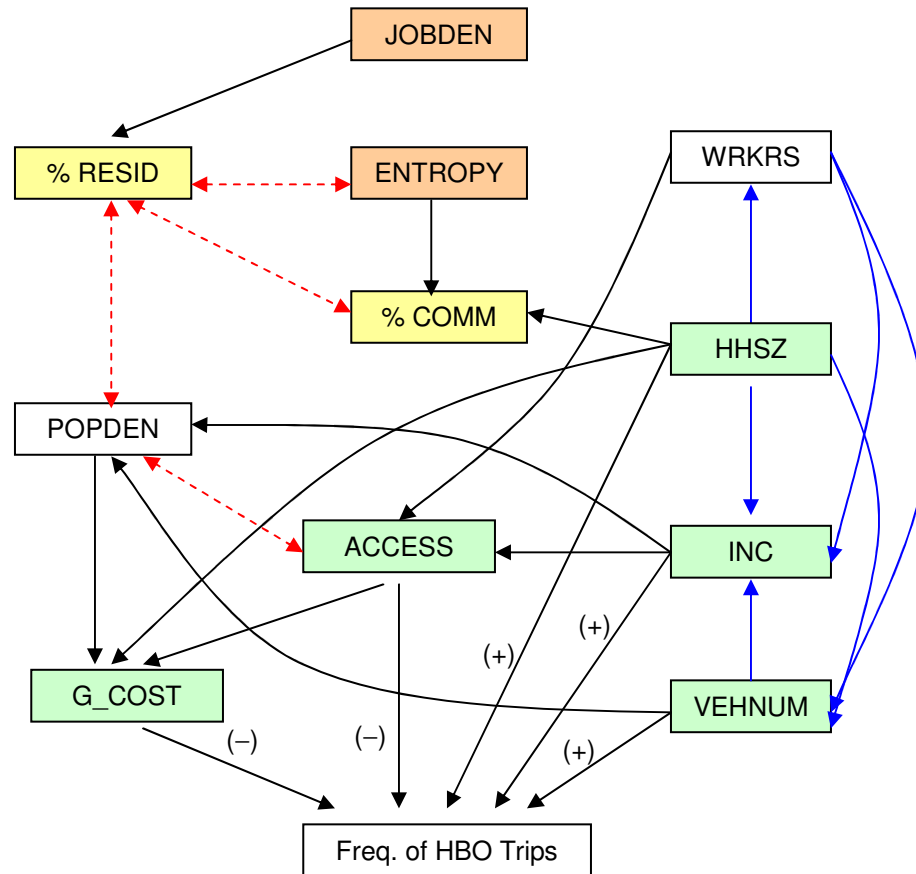 JOBDEN
% RESID
ENTROPY
WRKRS
% COMM
HHSZ
POPDEN
ACCESS
INC
(+)
(+)
G_COST
VEHNUM
(−)
(−)
(+)
Freq. of HBO Trips